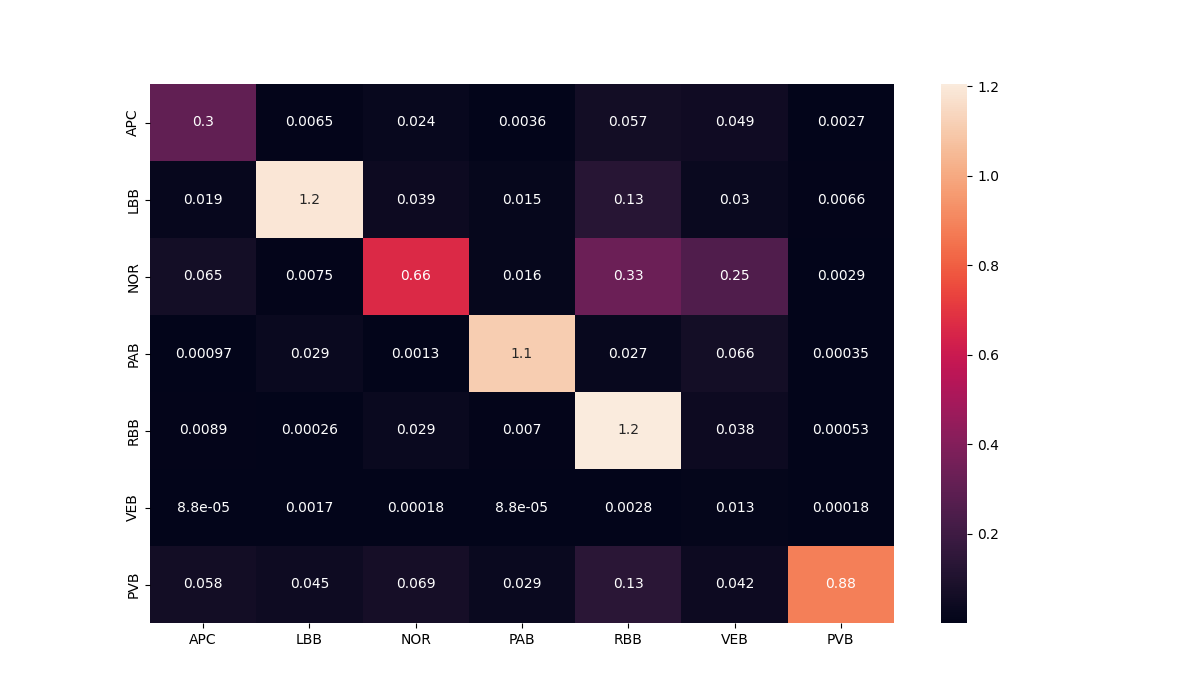 APC 0.3 0.0065 0.024 0.0036 0.057 0.049 0.0027
LBB 0.019 1.2 0.039 0.015 0.13 0.03 0.0066
NOR 0.065 0.0075 0.66 0.016 0.33 0.25 0.0029
PAB 0.00097 0.029 0.0013 1.1 0.027 0.066 0.00035
RBB 0.0089 0.00026 0.029 0.007 1.2 0.038 0.00053
VEB 8.8e-05 0.0017 0.00018 8.8e-05 0.0028 0.013 0.00018
PVB 0.058 0.045 0.069 0.029 0.13 0.042 0.88
APC LBB NOR PAB RBB VEB PVB
1.2
1.0
0.8
0.6
0.4
0.2